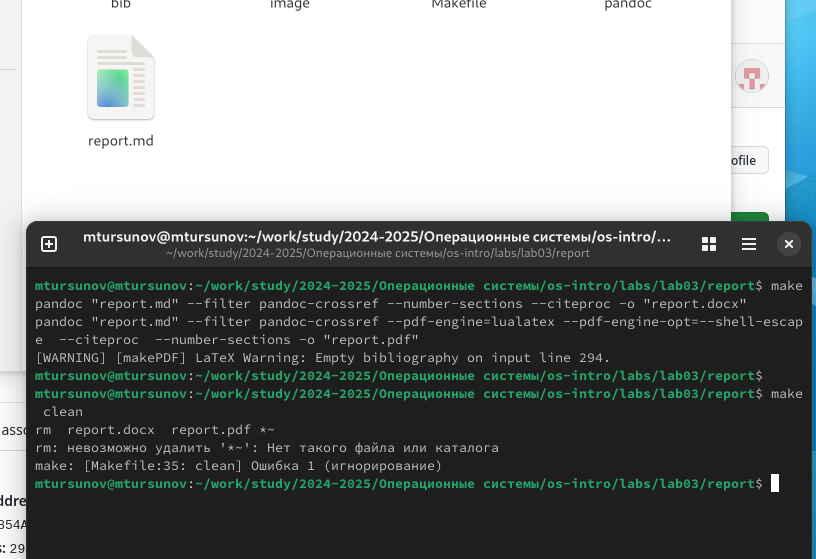 bib image Makefile pandoc
report.md
ofile
mtursunov@mtursunov:~/work/study/2024-2025/Операционные системы/os-intro/...
~/work/study/2024-2025/Операционные системы/os-intro/labs/lab03/report
mtursunov@mtursunov:~/work/study/2024-2025/Операционные системы/os-intro/labs/lab03/report$ make
pandoc "report.md" --filter pandoc-crossref --number-sections --citeproc -o "report.docx"
pandoc "report.md" --filter pandoc-crossref --pdf-engine=lualatex --pdf-engine-opt=--shell-escap
e  --citeproc  --number-sections -o "report.pdf"
[WARNING] [makePDF] LaTeX Warning: Empty bibliography on input line 294.
mtursunov@mtursunov:~/work/study/2024-2025/Операционные системы/os-intro/labs/lab03/report$
mtursunov@mtursunov:~/work/study/2024-2025/Операционные системы/os-intro/labs/lab03/report$ make
 clean
rm  report.docx  report.pdf *~
rm: невозможно удалить '*~': Нет такого файла или каталога
make: [Makefile:35: clean] Ошибка 1 (игнорирование)
mtursunov@mtursunov:~/work/study/2024-2025/Операционные системы/os-intro/labs/lab03/report$
asso
ddre
854A
s: 29